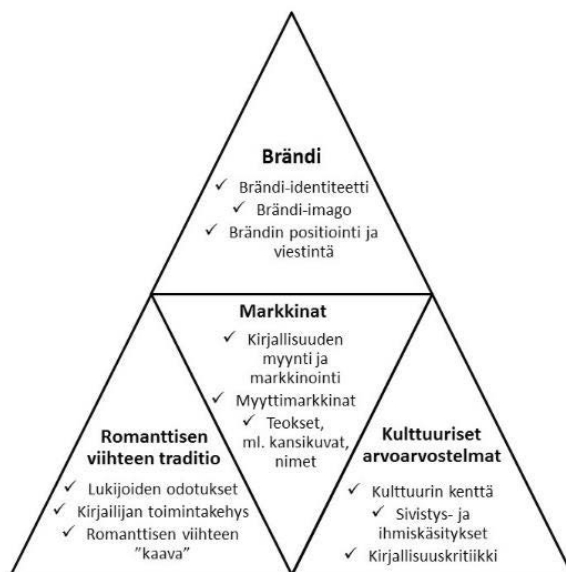 Brändi
✓ Brändi-identiteetti
✓ Brändi-imago
✓ Brändin positiointi ja
viestintä
Markkinat
✓ Kirjallisuuden
myynti ja
markkinointi
✓ Myyttimarkkinat
✓ Teokset,
ml. kansikuvat,
nimet
Romanttisen
viihteen traditio
✓ Lukijoiden odotukset
✓ Kirjailijan toimintakehys
✓ Romanttisen viihteen
”kaava”
Kulttuuriset
arvoarvostelmat
✓ Kulttuurin kenttä
✓ Sivistys- ja
ihmiskäsitykset
✓ Kirjallisuuskritiikki